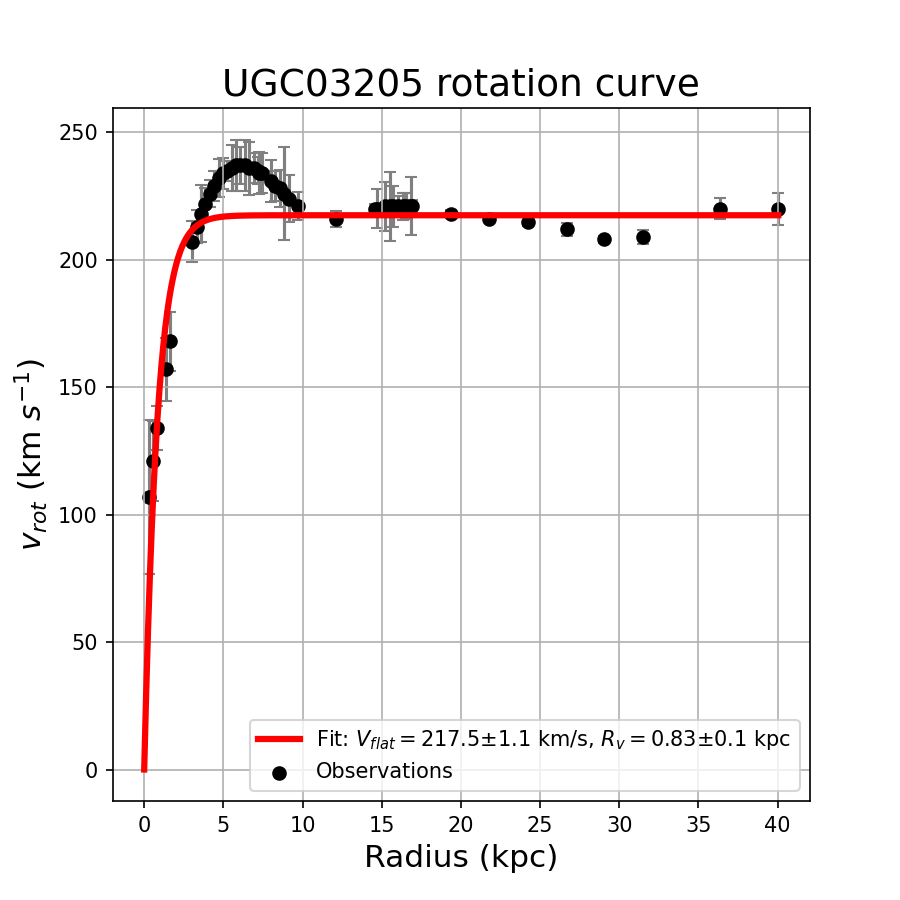 UGC03205 rotation curve
250
200
150
100
50
0
v_rot (km s⁻¹)
Fit: V_flat = 217.5±1.1 km/s, R_v = 0.83±0.1 kpc
Observations
0 5 10 15 20 25 30 35 40
Radius (kpc)